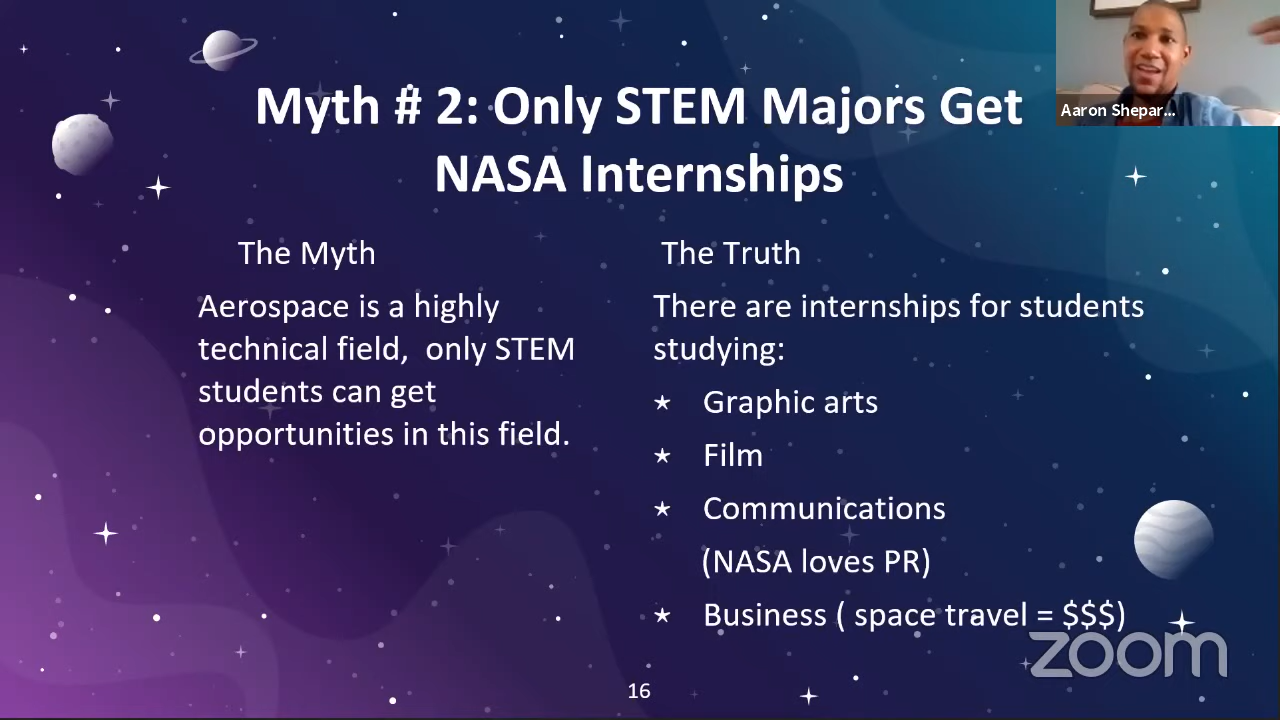 Myth # 2: Only STEM Majors Get
NASA Internships
Aaron Shepar...
The Myth
Aerospace is a highly
technical field, only STEM
students can get
opportunities in this field.
The Truth
There are internships for students
studying:
★ Graphic arts
★ Film
★ Communications
(NASA loves PR)
★ Business ( space travel = $$$)
zoom
16